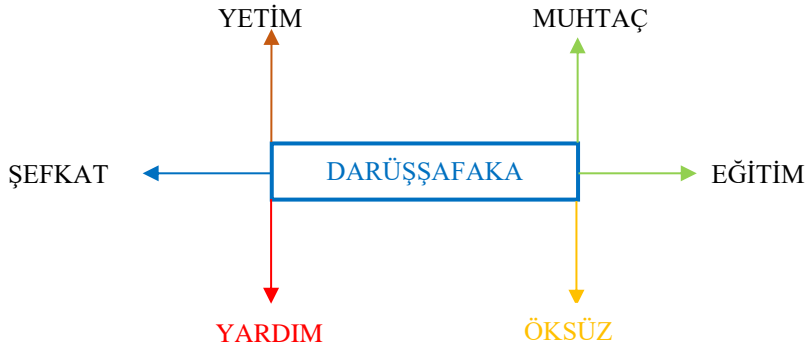 YETİM
MUHTAÇ
ŞEFKAT
DARÜŞŞAFAKA
EĞİTİM
YARDIM
ÖKSÜZ